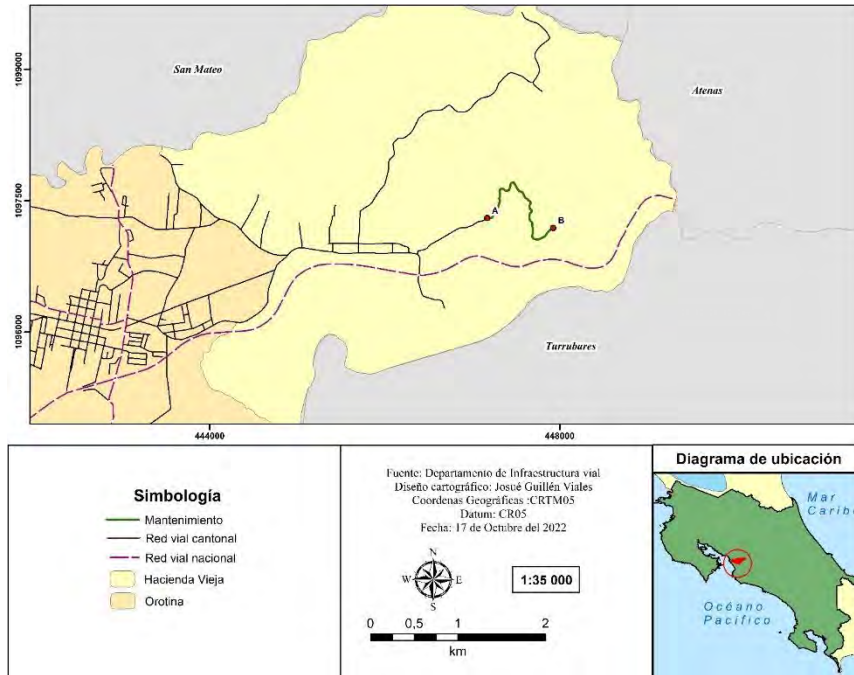 1099000
San Mateo
Atenas
1097500
A
B
1096000
Tarrubares
444000
448000
Simbología
Mantenimiento
Red vial cantonal
Red vial nacional
Hacienda Vieja
Orotina
Fuente: Departamento de Infraestructura vial
Diseño cartográfico: Josué Guillén Viales
Coordenas Geográficas :CRTM05
Datum: CR05
Fecha: 17 de Octubre del 2022
N
W E
S
1:35 000
0 0,5 1 2
km
Diagrama de ubicación
Mar
Caribe
Océano
Pacífico